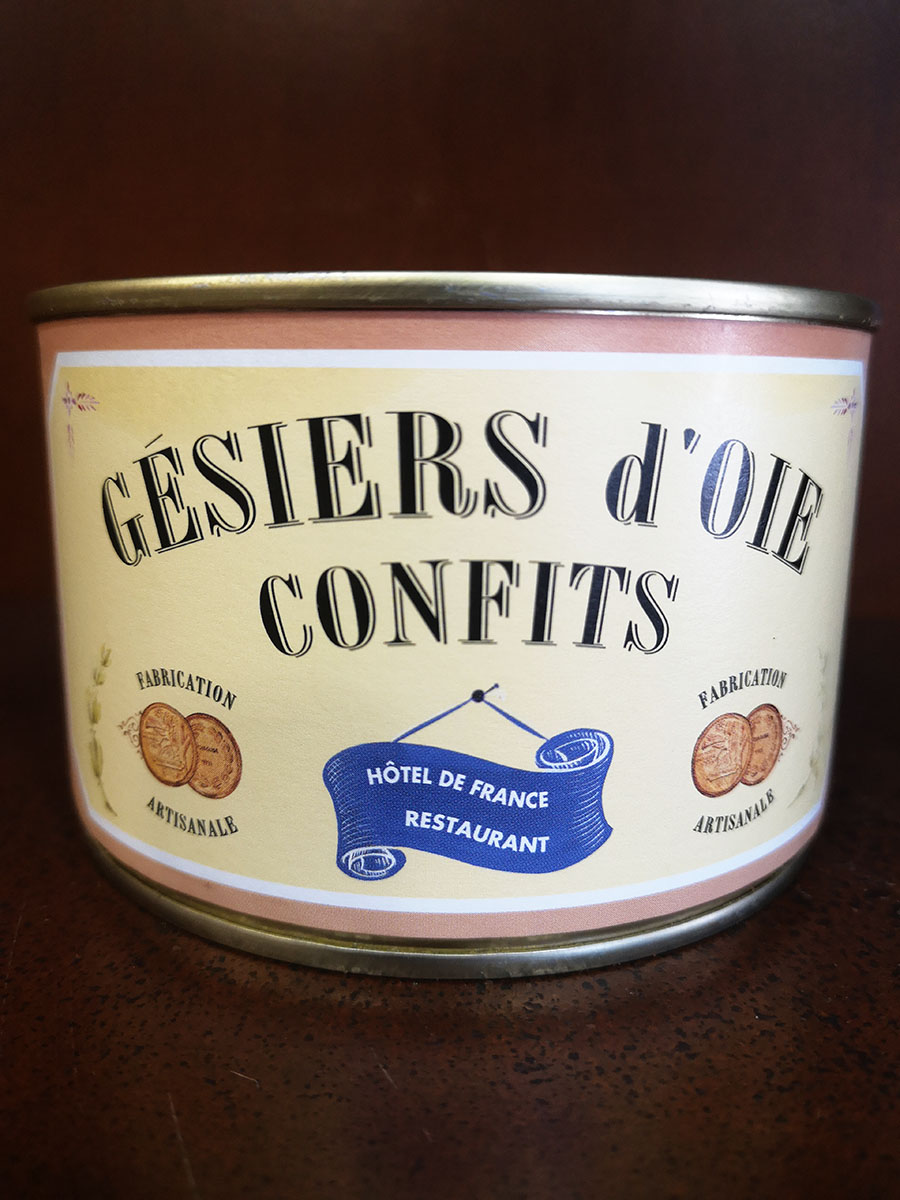 GÉSIERS d'OIE
CONFITS
FABRICATION
ARTISANALE
HÔTEL DE FRANCE
RESTAURANT
FABRICATION
ARTISANALE